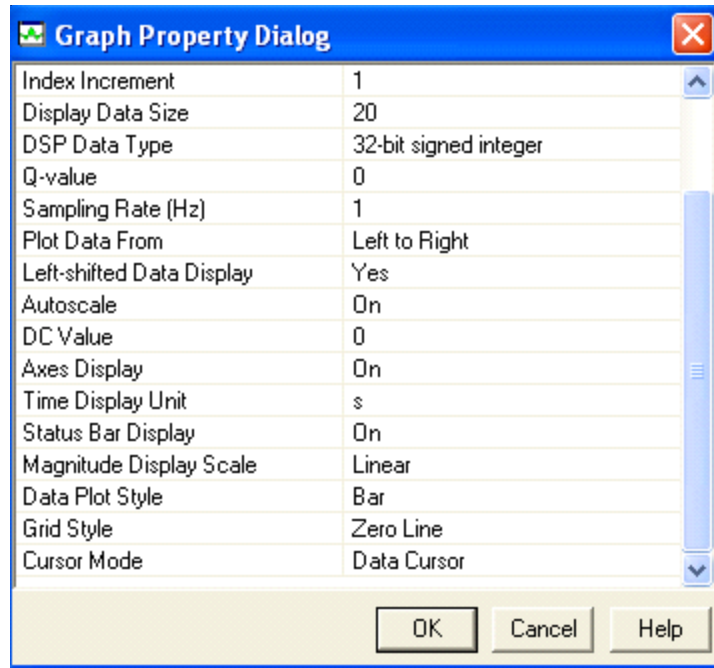 Graph Property Dialog
Index Increment 1
Display Data Size 20
DSP Data Type 32-bit signed integer
Q-value 0
Sampling Rate (Hz) 1
Plot Data From Left to Right
Left-shifted Data Display Yes
Autoscale On
DC Value 0
Axes Display On
Time Display Unit s
Status Bar Display On
Magnitude Display Scale Linear
Data Plot Style Bar
Grid Style Zero Line
Cursor Mode Data Cursor
OK Cancel Help